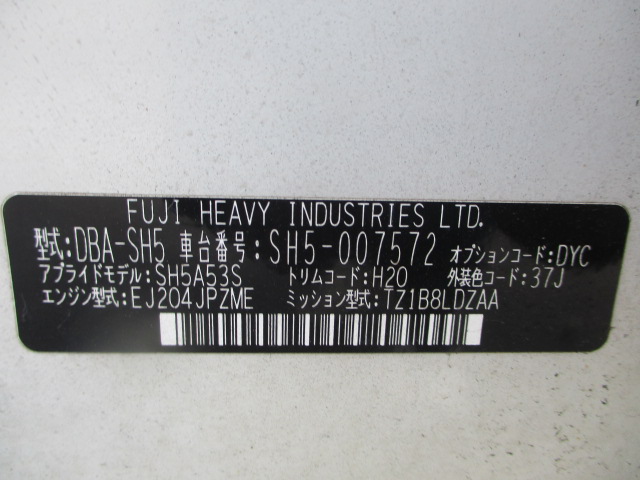 FUJI HEAVY INDUSTRIES LTD.
型式:DBA-SH5 車台番号:SH5-007572 オプションコード:DYC
アプライドモデル:SH5A53S トリムコード:H20 外装色コード:37J
エンジン型式:EJ204JPZME ミッション型式:TZ1B8LDZAA